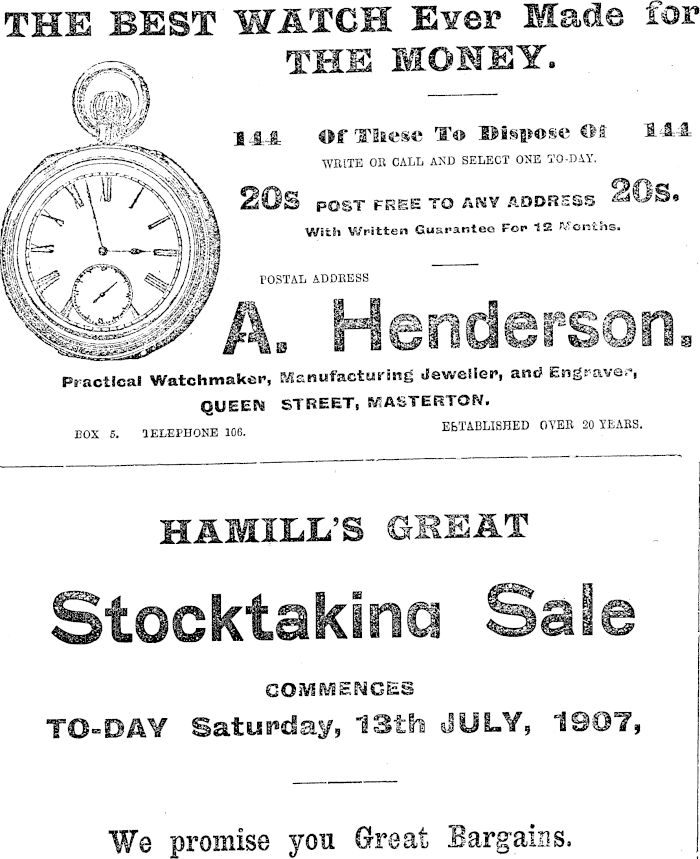 THE BEST WATCH Ever Made for
THE MONEY.
144 Of These To Dispose Of 144
WRITE OR CALL AND SELECT ONE TO-DAY.
20s POST FREE TO ANY ADDRESS 20s.
With Written Guarantee For 12 Months.
POSTAL ADDRESS
A. Henderson,
Practical Watchmaker, Manufacturing Jeweller, and Engraver,
QUEEN STREET, MASTERTON.
BOX 5. TELEPHONE 106. ESTABLISHED OVER 20 YEARS.
HAMILL'S GREAT
Stocktaking Sale
COMMENCES
TO-DAY Saturday, 13th JULY, 1907,
We promise you Great Bargains.